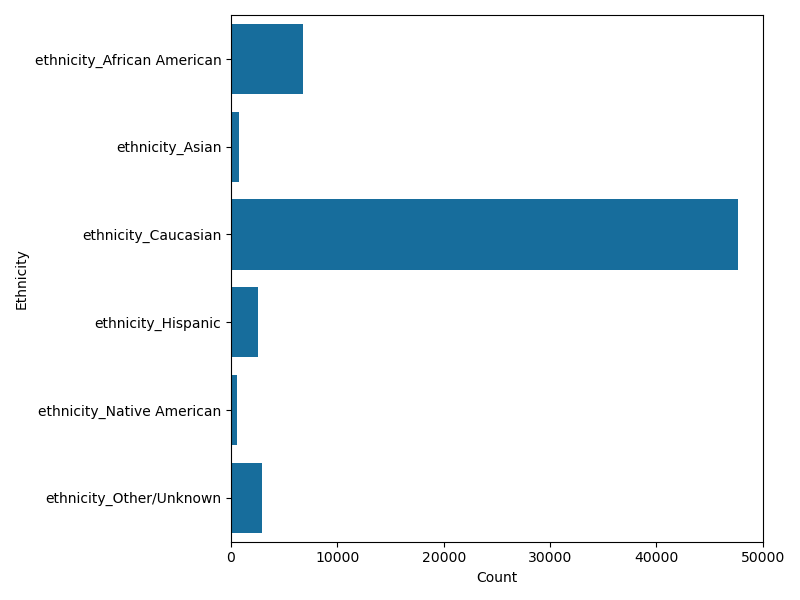 ethnicity_African American
ethnicity_Asian
ethnicity_Caucasian
ethnicity_Hispanic
ethnicity_Native American
ethnicity_Other/Unknown
Ethnicity
0 10000 20000 30000 40000 50000
Count